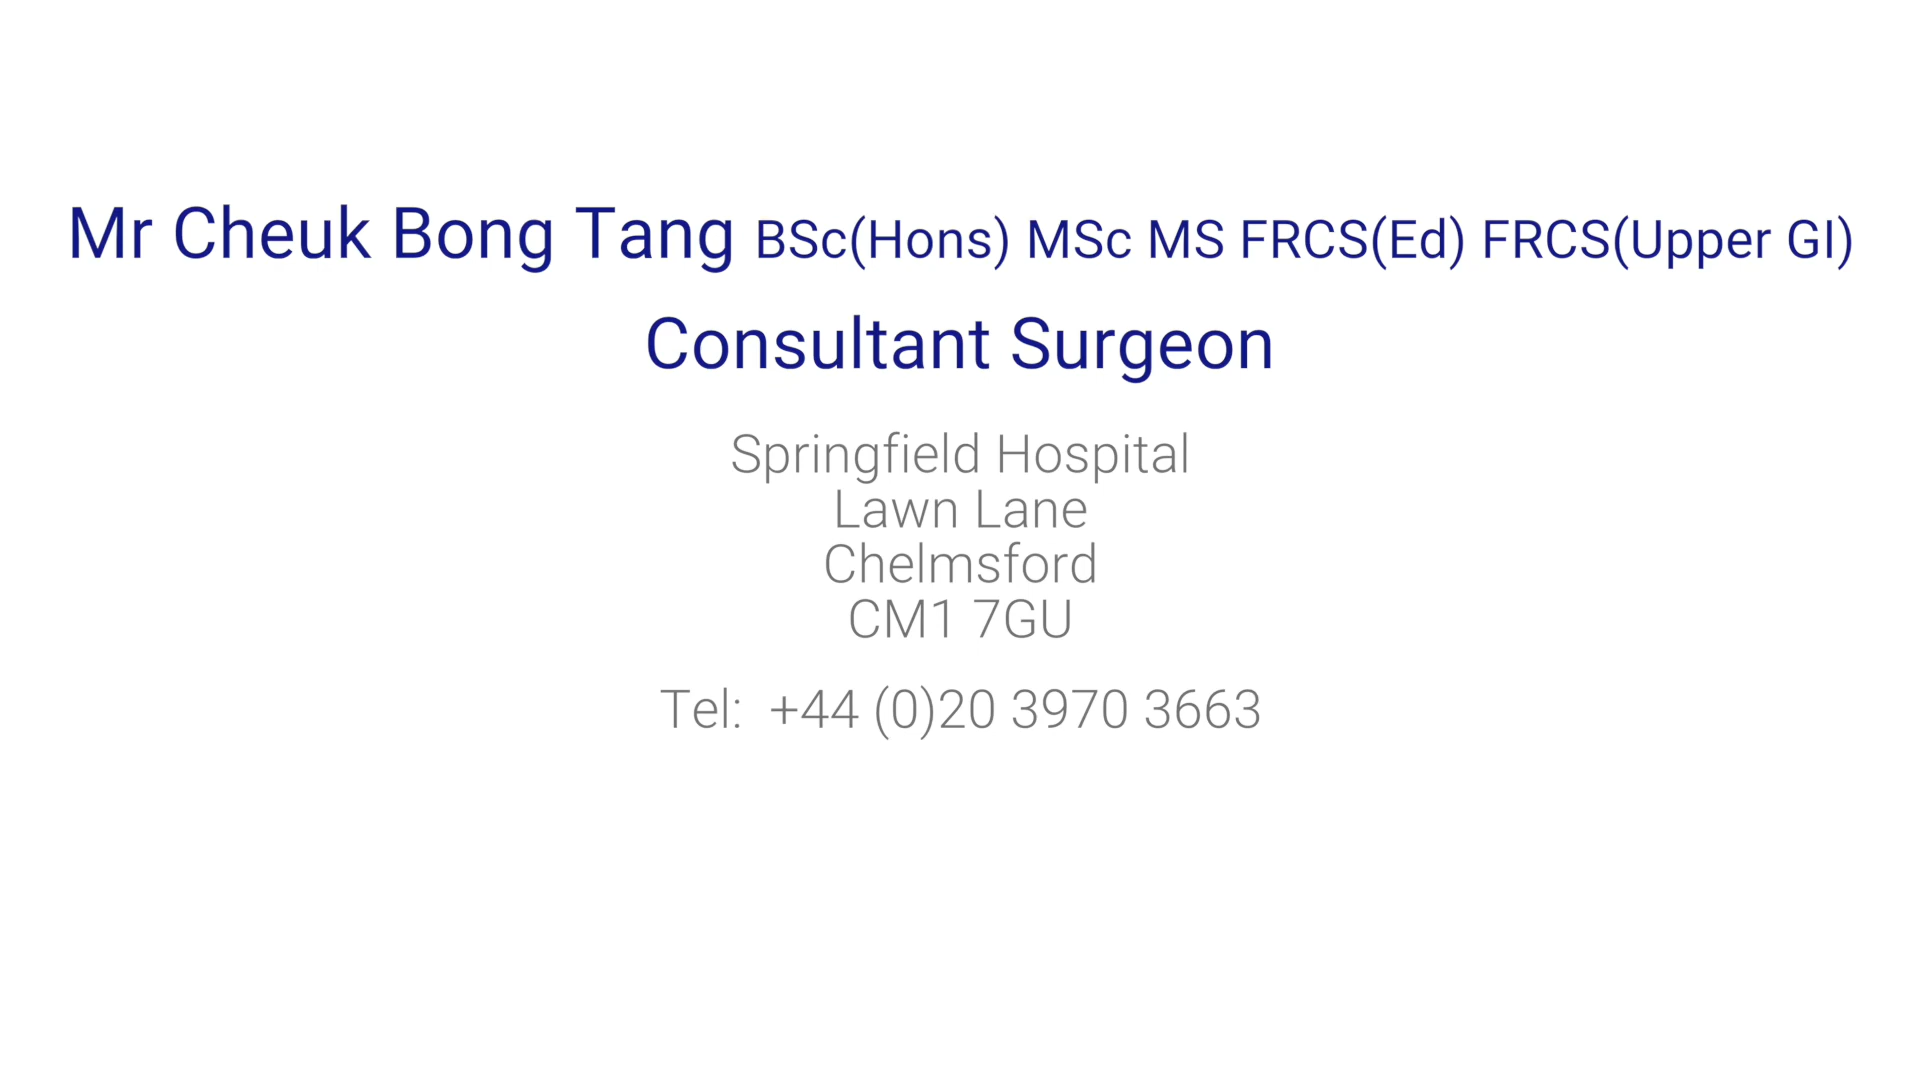 Mr Cheuk Bong Tang BSc(Hons) MSc MS FRCS(Ed) FRCS(Upper GI)
Consultant Surgeon
Springfield Hospital
Lawn Lane
Chelmsford
CM1 7GU
Tel:  +44 (0)20 3970 3663